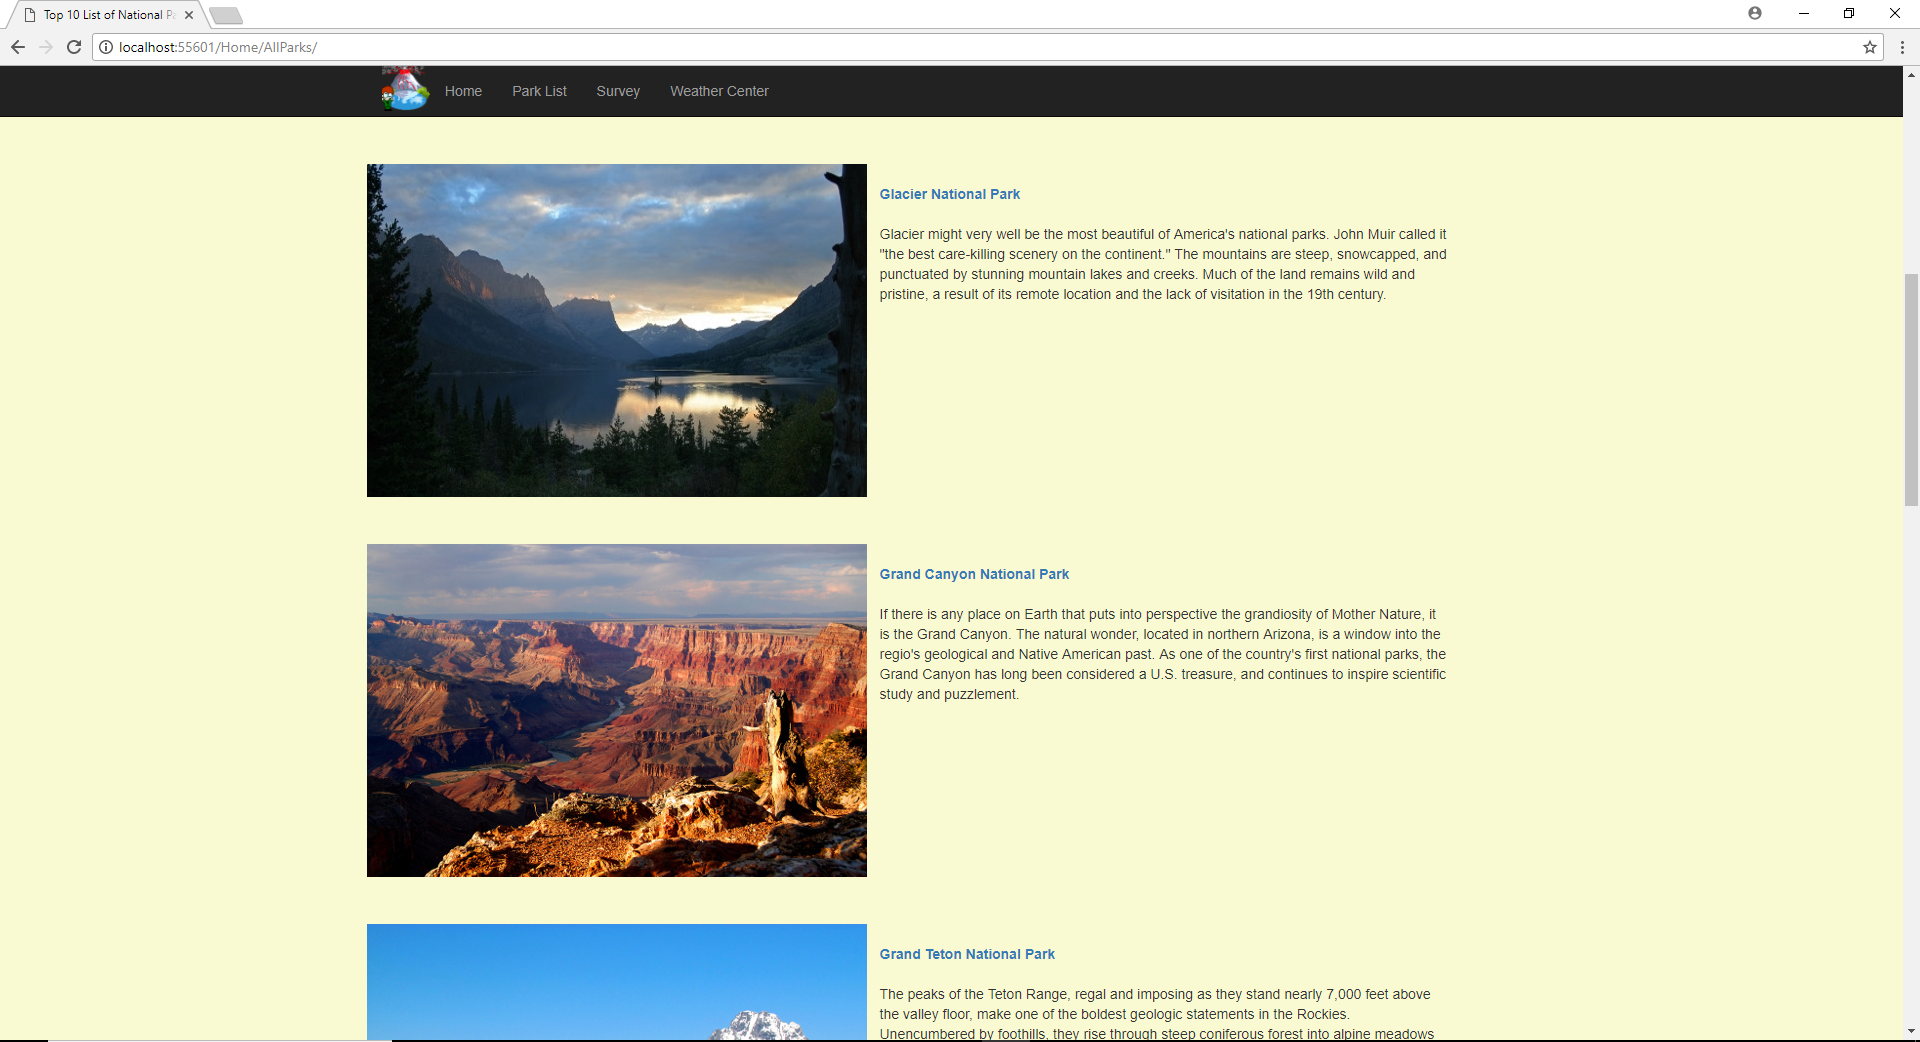 Top 10 List of National Pa
localhost:55601/Home/AllParks/
Home Park List Survey Weather Center
Glacier National Park
Glacier might very well be the most beautiful of America's national parks. John Muir called it
"the best care-killing scenery on the continent." The mountains are steep, snowcapped, and
punctuated by stunning mountain lakes and creeks. Much of the land remains wild and
pristine, a result of its remote location and the lack of visitation in the 19th century.
Grand Canyon National Park
If there is any place on Earth that puts into perspective the grandiosity of Mother Nature, it
is the Grand Canyon. The natural wonder, located in northern Arizona, is a window into the
regio's geological and Native American past. As one of the country's first national parks, the
Grand Canyon has long been considered a U.S. treasure, and continues to inspire scientific
study and puzzlement.
Grand Teton National Park
The peaks of the Teton Range, regal and imposing as they stand nearly 7,000 feet above
the valley floor, make one of the boldest geologic statements in the Rockies.
Unencumbered by foothills, they rise through steep coniferous forest into alpine meadows